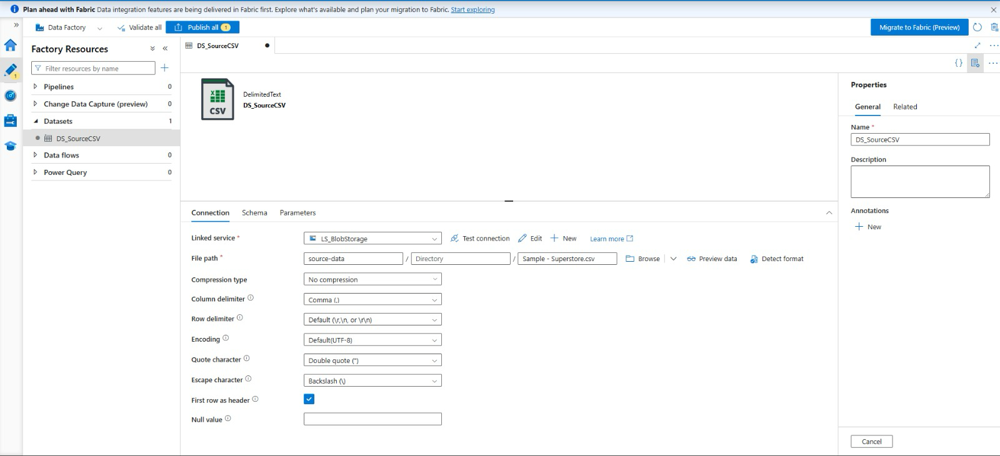 Plan ahead with Fabric Data integration features are being delivered in Fabric first. Explore what's available and plan your migration to Fabric. Start exploring
Data Factory Validate all Publish all 1 Migrate to Fabric (Preview)
Factory Resources
DS_SourceCSV
Filter resources by name
1
Pipelines 0
Change Data Capture (preview) 0
Datasets 1
DS_SourceCSV
Data flows 0
Power Query 0
CSV
DelimitedText
DS_SourceCSV
Connection Schema Parameters
Linked service * LS_BlobStorage Test connection Edit New Learn more
File path * source-data / Directory / Sample - Superstore.csv Browse Preview data Detect format
Compression type No compression
Column delimiter Comma (,)
Row delimiter Default (\r,\n, or \r\n)
Encoding Default(UTF-8)
Quote character Double quote (")
Escape character Backslash (\)
First row as header
Null value
{}
Properties
General Related
Name *
DS_SourceCSV
Description
Annotations
New
Cancel